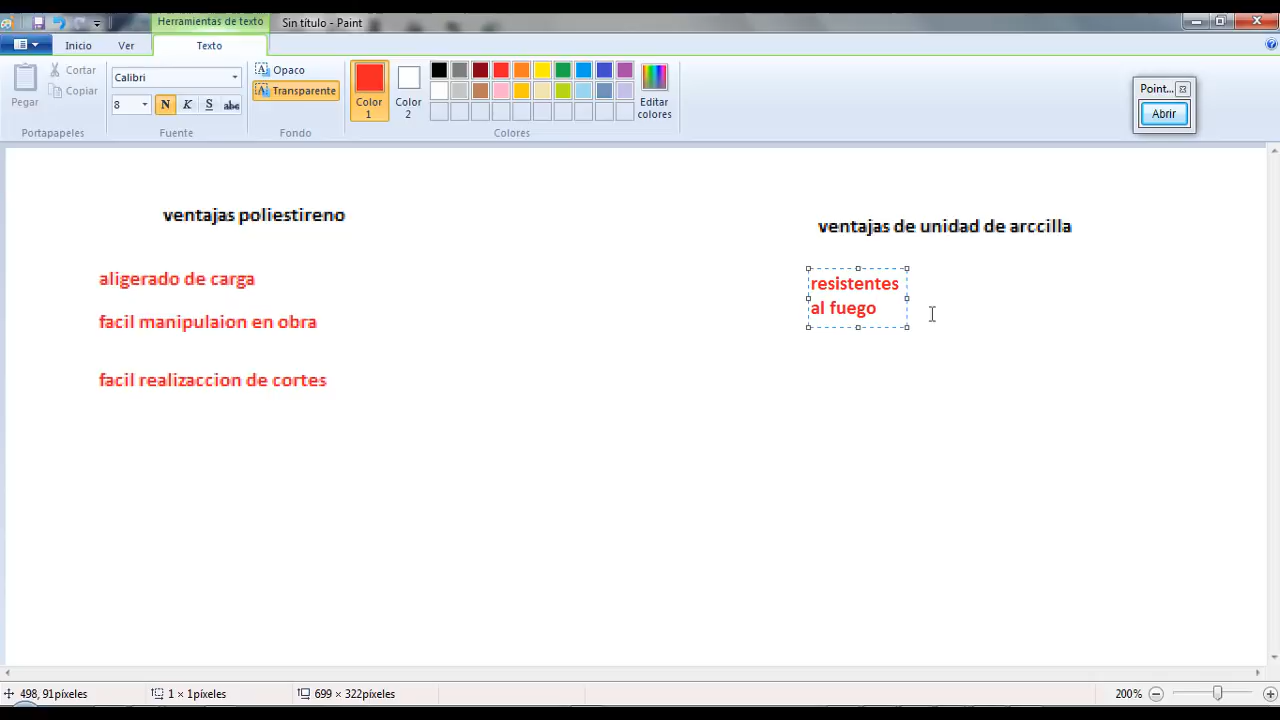 Herramientas de texto
Sin título - Paint
Inicio
Ver
Texto
Pegar
Cortar
Copiar
Portapapeles
Calibri
8
N K S abc
Fuente
Opaco
Transparente
Fondo
Color
1
Color
2
Editar
colores
Colores
Point...
Abrir
ventajas poliestireno
aligerado de carga
facil manipulaion en obra
facil realizaccion de cortes
ventajas de unidad de arccilla
resistentes
al fuego
498, 91píxeles
1 × 1píxeles
699 × 322píxeles
200%